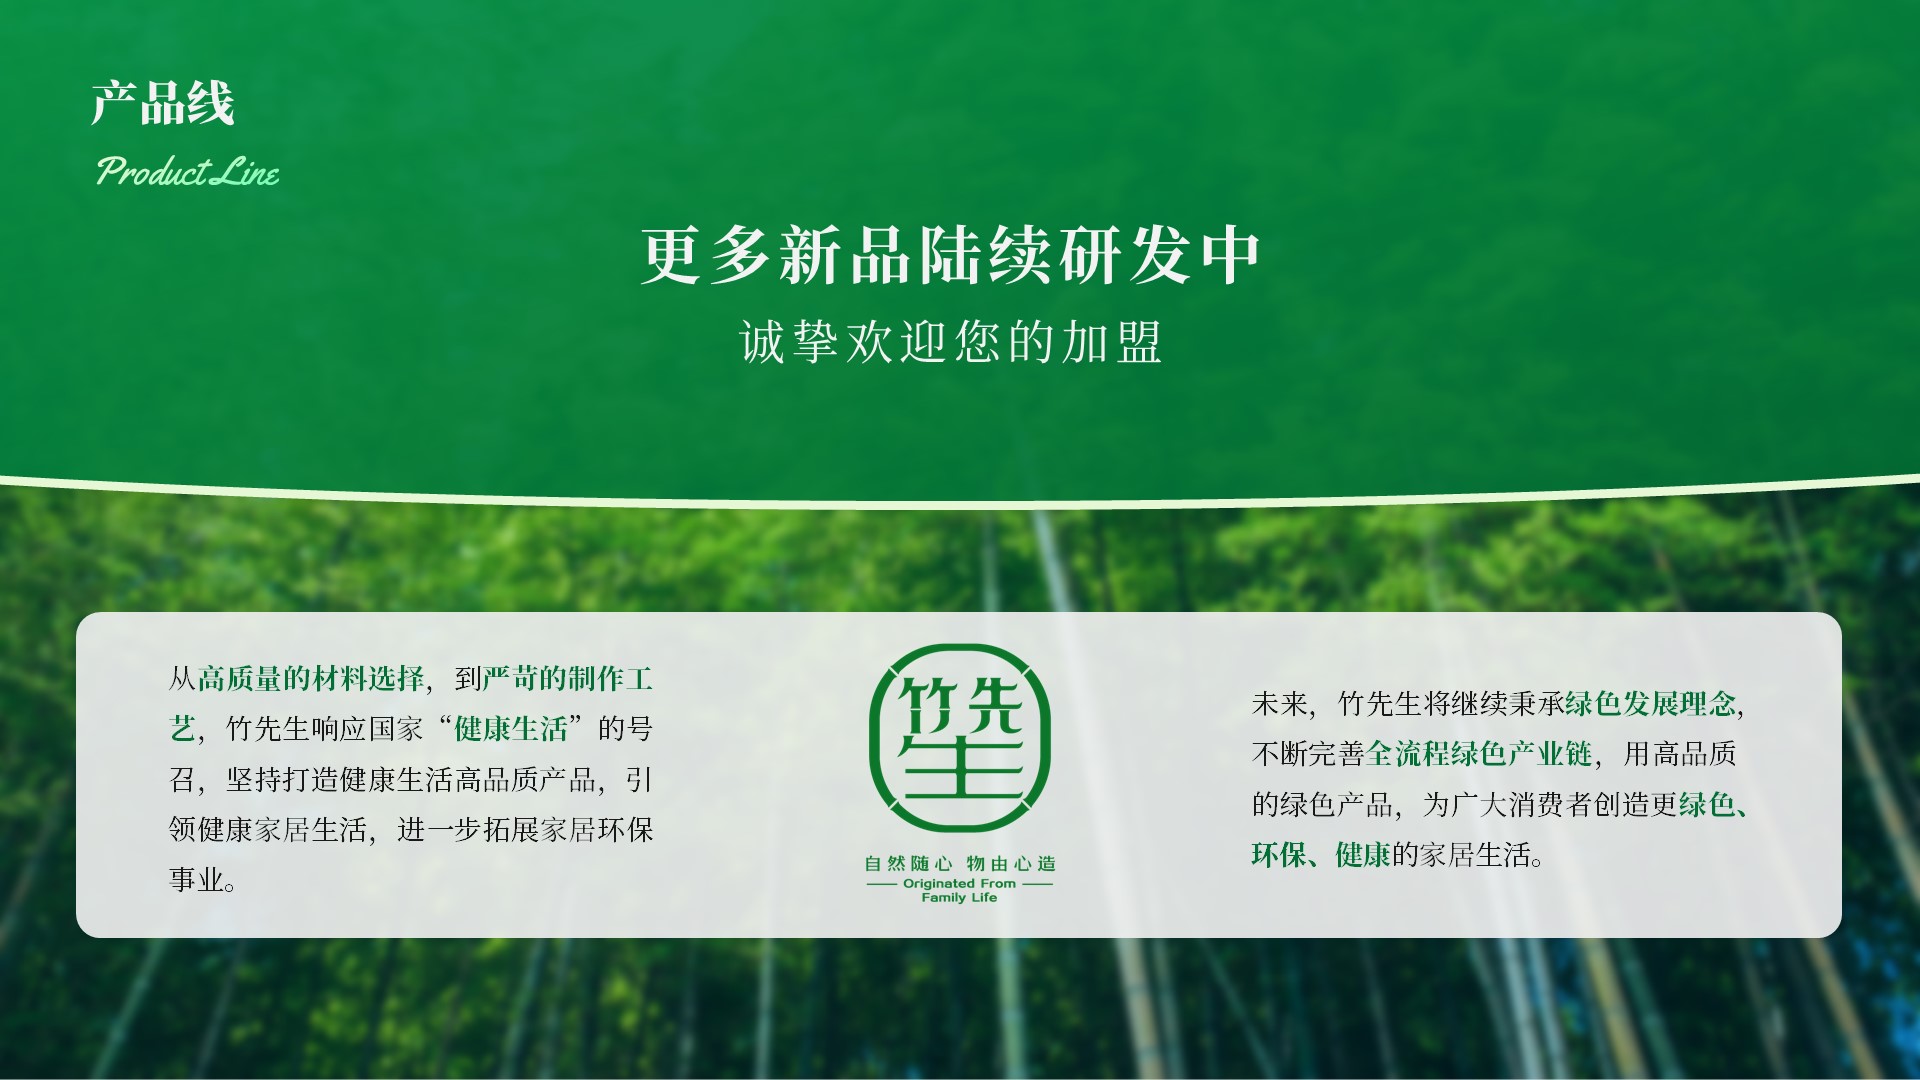 产品线
Product Line
更多新品陆续研发中
诚挚欢迎您的加盟
从高质量的材料选择，到严苛的制作工
艺，竹先生响应国家“健康生活”的号
召，坚持打造健康生活高品质产品，引
领健康家居生活，进一步拓展家居环保
事业。
竹先生
自然随心 物由心造
Originated From
Family Life
未来，竹先生将继续秉承绿色发展理念，
不断完善全流程绿色产业链，用高品质
的绿色产品，为广大消费者创造更绿色、
环保、健康的家居生活。